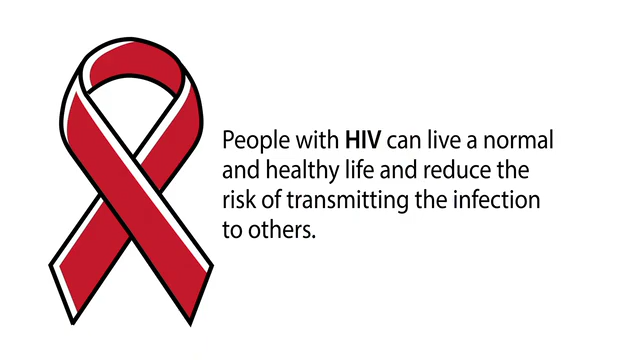 People with HIV can live a normal
and healthy life and reduce the
risk of transmitting the infection
to others.